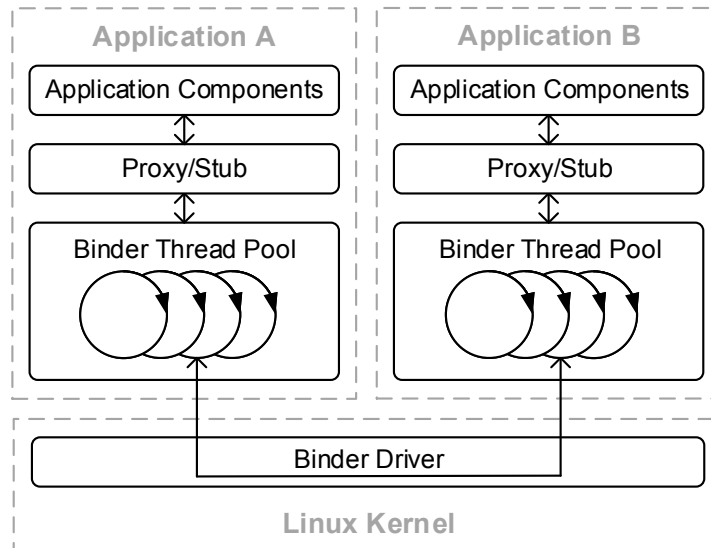 Application A
Application Components
Proxy/Stub
Binder Thread Pool
Application B
Application Components
Proxy/Stub
Binder Thread Pool
Binder Driver
Linux Kernel